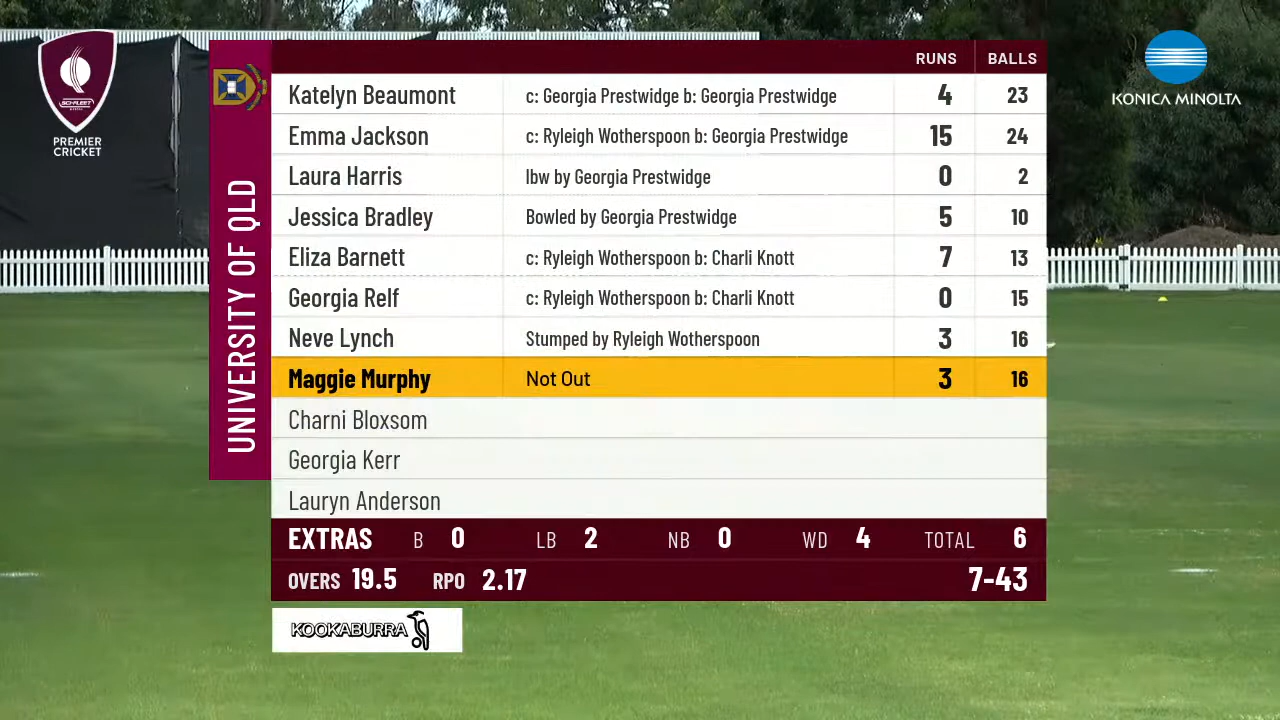 RUNS BALLS
Katelyn Beaumont c: Georgia Prestwidge b: Georgia Prestwidge 4 23
Emma Jackson c: Ryleigh Wotherspoon b: Georgia Prestwidge 15 24
Laura Harris lbw by Georgia Prestwidge 0 2
Jessica Bradley Bowled by Georgia Prestwidge 5 10
Eliza Barnett c: Ryleigh Wotherspoon b: Charli Knott 7 13
Georgia Relf c: Ryleigh Wotherspoon b: Charli Knott 0 15
Neve Lynch Stumped by Ryleigh Wotherspoon 3 16
Maggie Murphy Not Out 3 16
Charni Bloxsom
Georgia Kerr
Lauryn Anderson
EXTRAS B 0 LB 2 NB 0 WD 4 TOTAL 6
OVERS 19.5 RPO 2.17 7-43
UNIVERSITY OF QLD
PREMIER
CRICKET
KONICA MINOLTA
KOOKABURRA